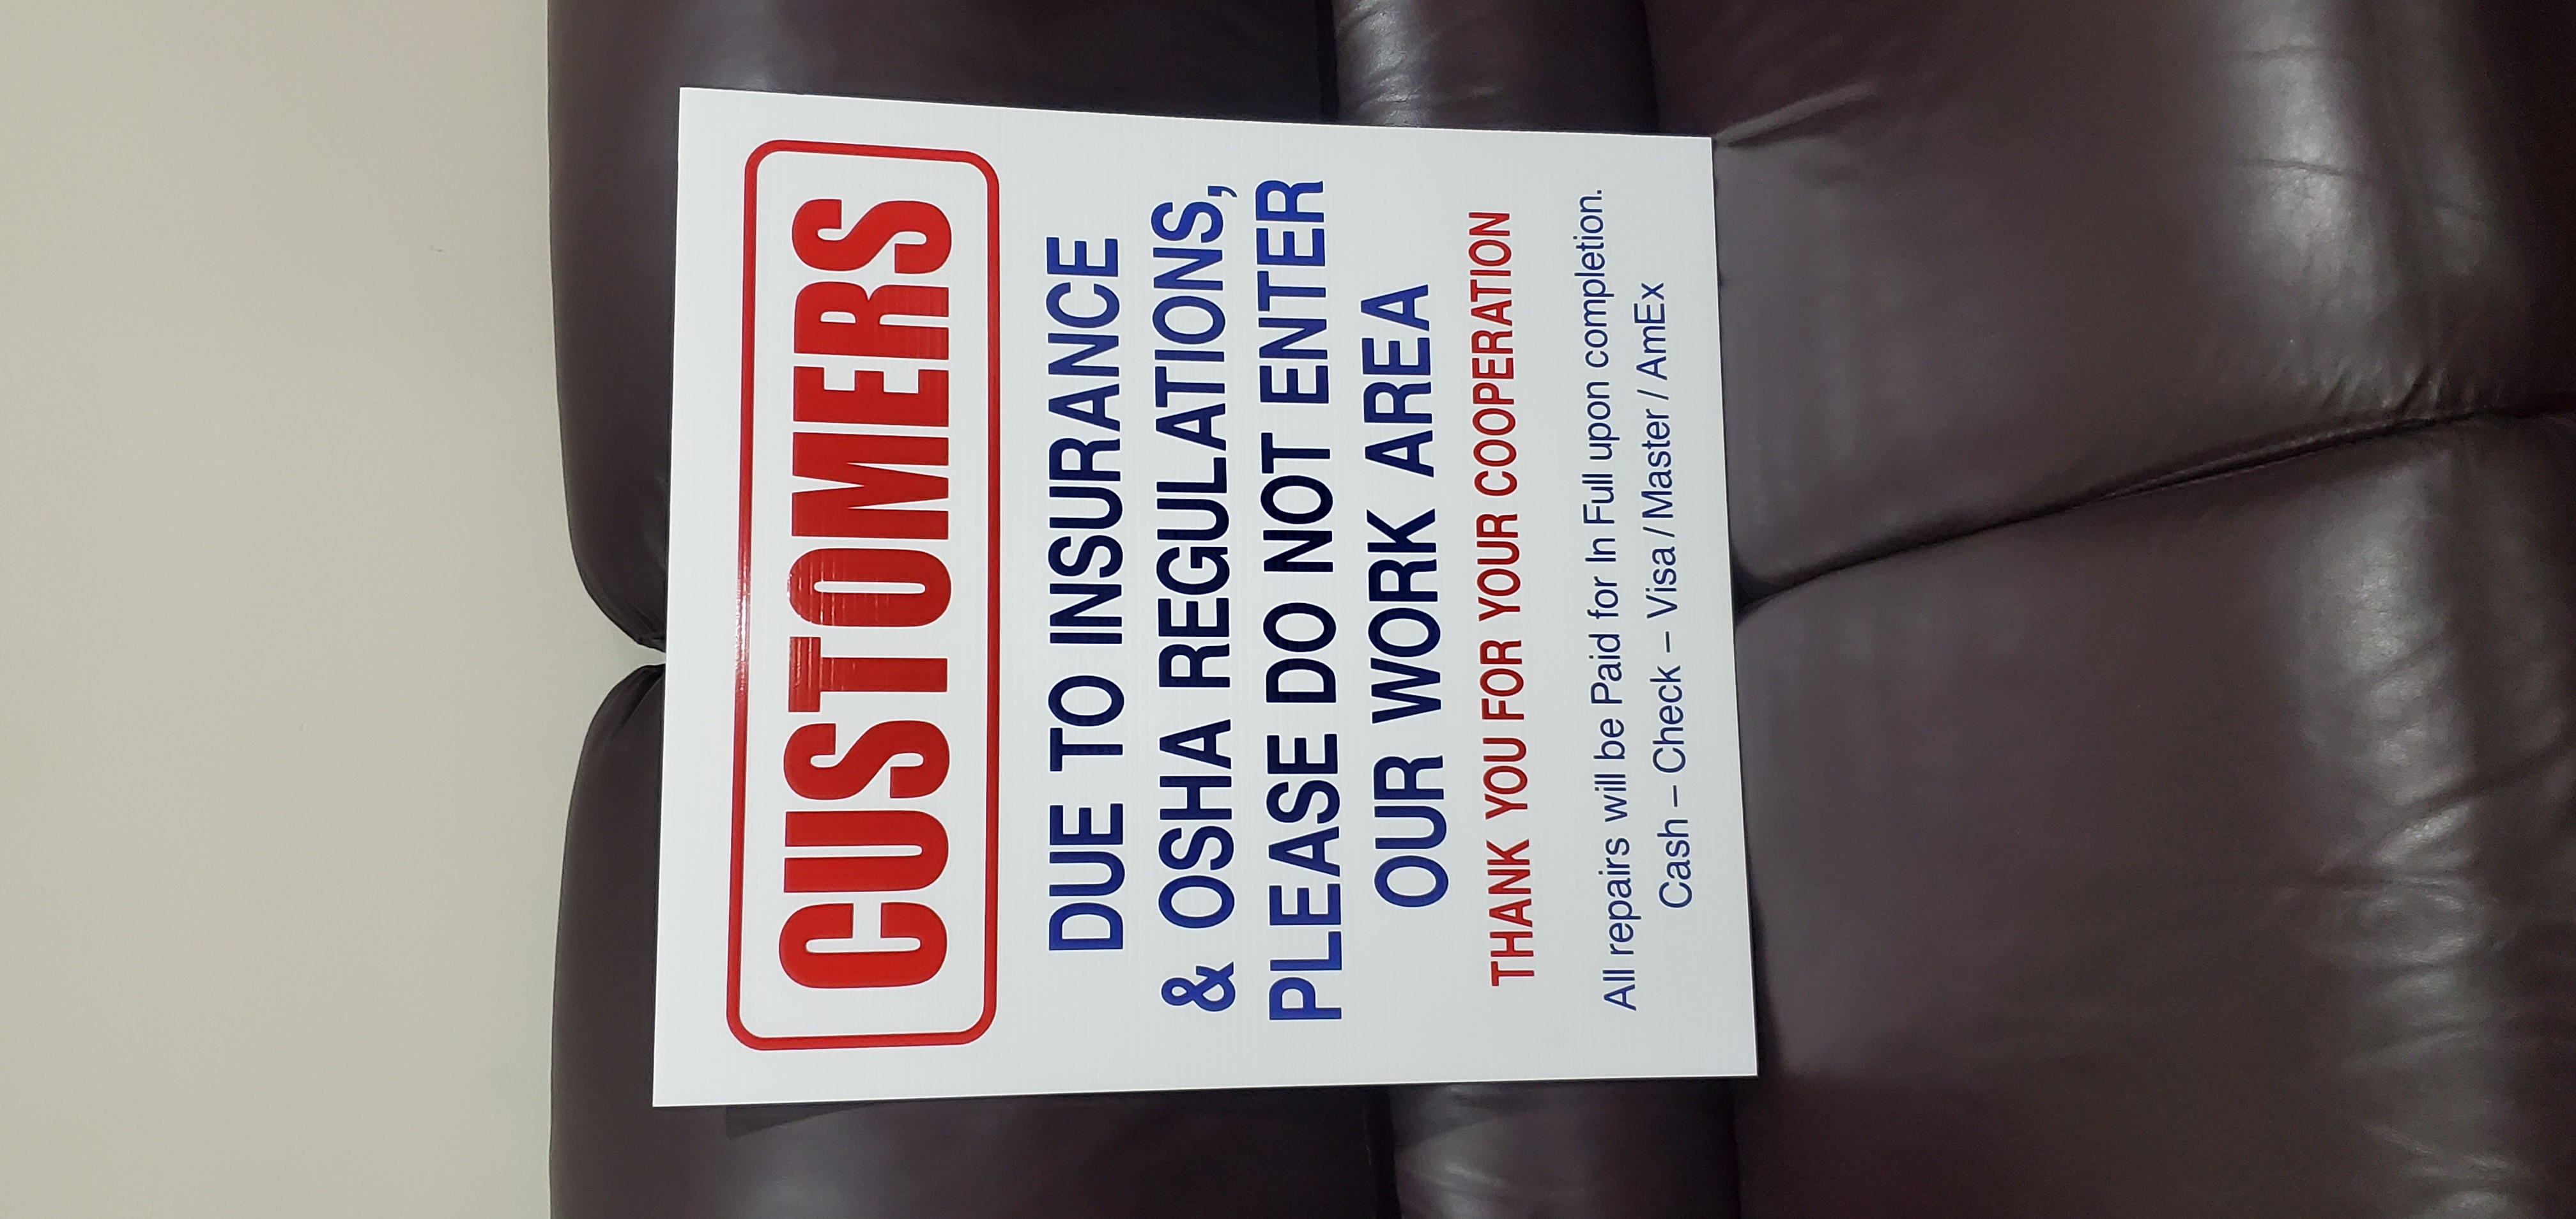 CUSTOMERS
DUE TO INSURANCE
& OSHA REGULATIONS,
PLEASE DO NOT ENTER
OUR WORK AREA
THANK YOU FOR YOUR COOPERATION
All repairs will be Paid for In Full upon completion.
Cash – Check – Visa / Master / AmEx